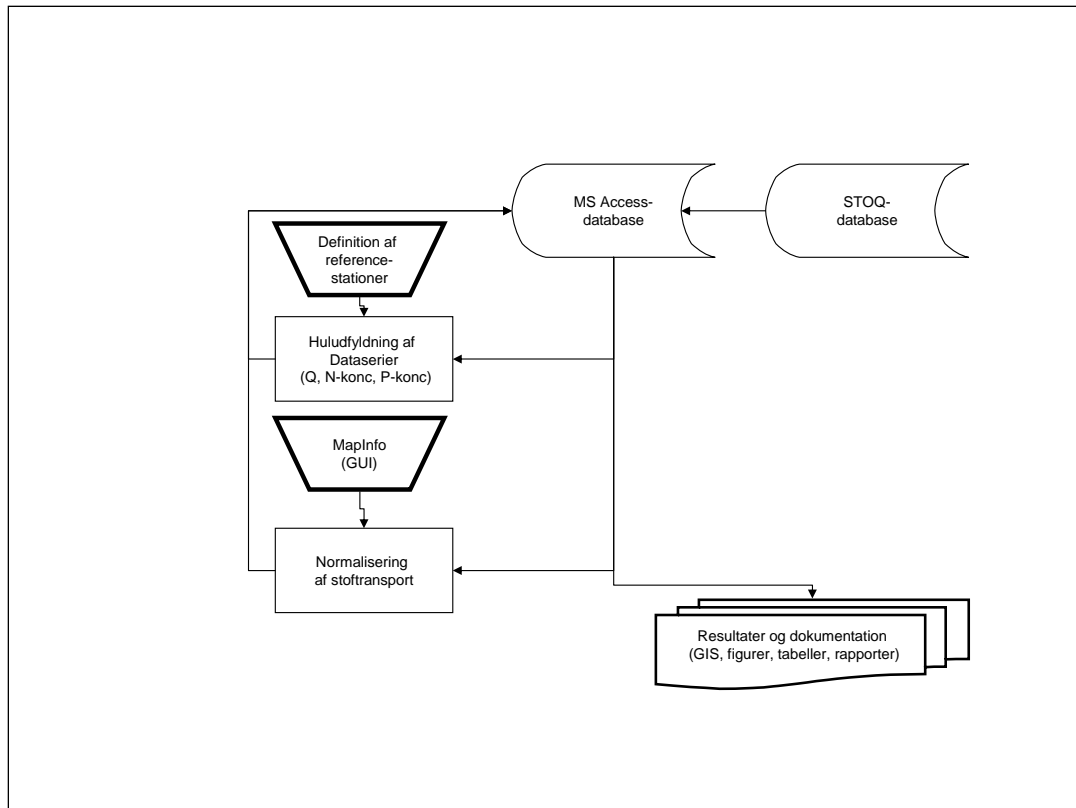 MS Access-
database
STOQ-
database
Definition af
reference-
stationer
Huludfyldning af
Dataserier
(Q, N-konc, P-konc)
MapInfo
(GUI)
Normalisering
af stoftransport
Resultater og dokumentation
(GIS, figurer, tabeller, rapporter)